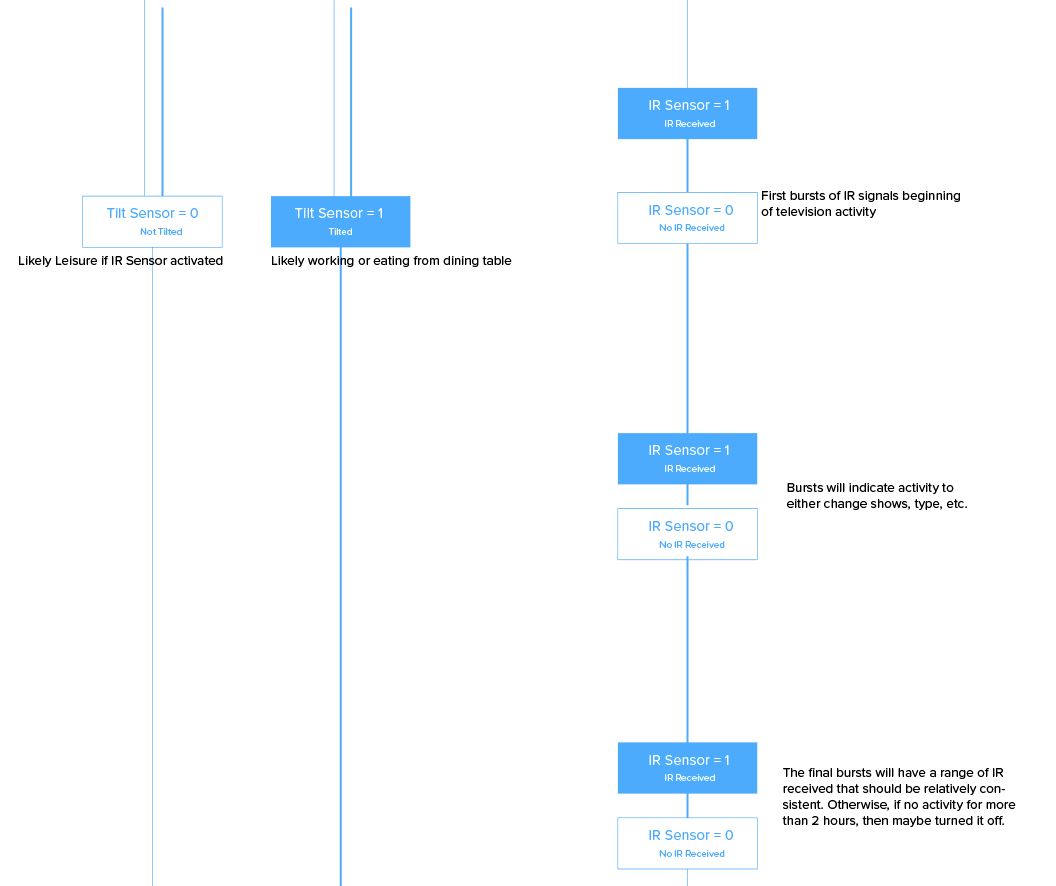 IR Sensor = 1
IR Received
Tilt Sensor = 0
Not Tilted
Likely Leisure if IR Sensor activated
Tilt Sensor = 1
Tilted
Likely working or eating from dining table
IR Sensor = 0
No IR Received
First bursts of IR signals beginning
of television activity
IR Sensor = 1
IR Received
Bursts will indicate activity to
either change shows, type, etc.
IR Sensor = 0
No IR Received
IR Sensor = 1
IR Received
The final bursts will have a range of IR
received that should be relatively con-
sistent. Otherwise, if no activity for more
than 2 hours, then maybe turned it off.
IR Sensor = 0
No IR Received